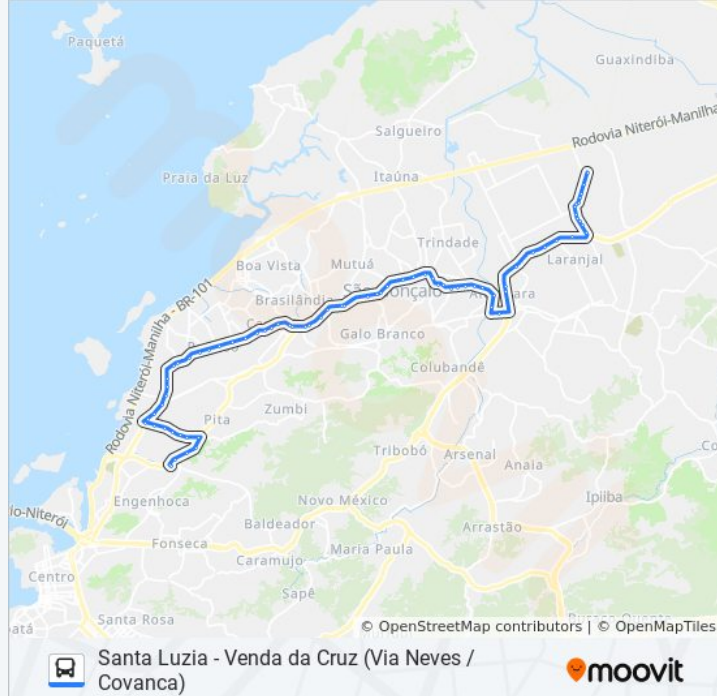 Paquetá
Guaxindiba
Salgueiro
Rodovia Niterói-Manilha
Itaúna
Praia da Luz
Trindade
Boa Vista
Mutuá
Laranjal
Rodovia Niterói-Manilha - BR-101
Brasilândia
Galo Branco
Colubandê
Pita
Zumbi
Tribobó
Arsenal
Anaia
Ipiiba
Engenhoca
Novo México
Baldeador
Arrastão
Fonseca
Maria Paula
Caramujo
Centro
Sapê
Santa Rosa
© OpenStreetMap contributors | © OpenMapTiles
Santa Luzia - Venda da Cruz (Via Neves /
Covanca)
moovit